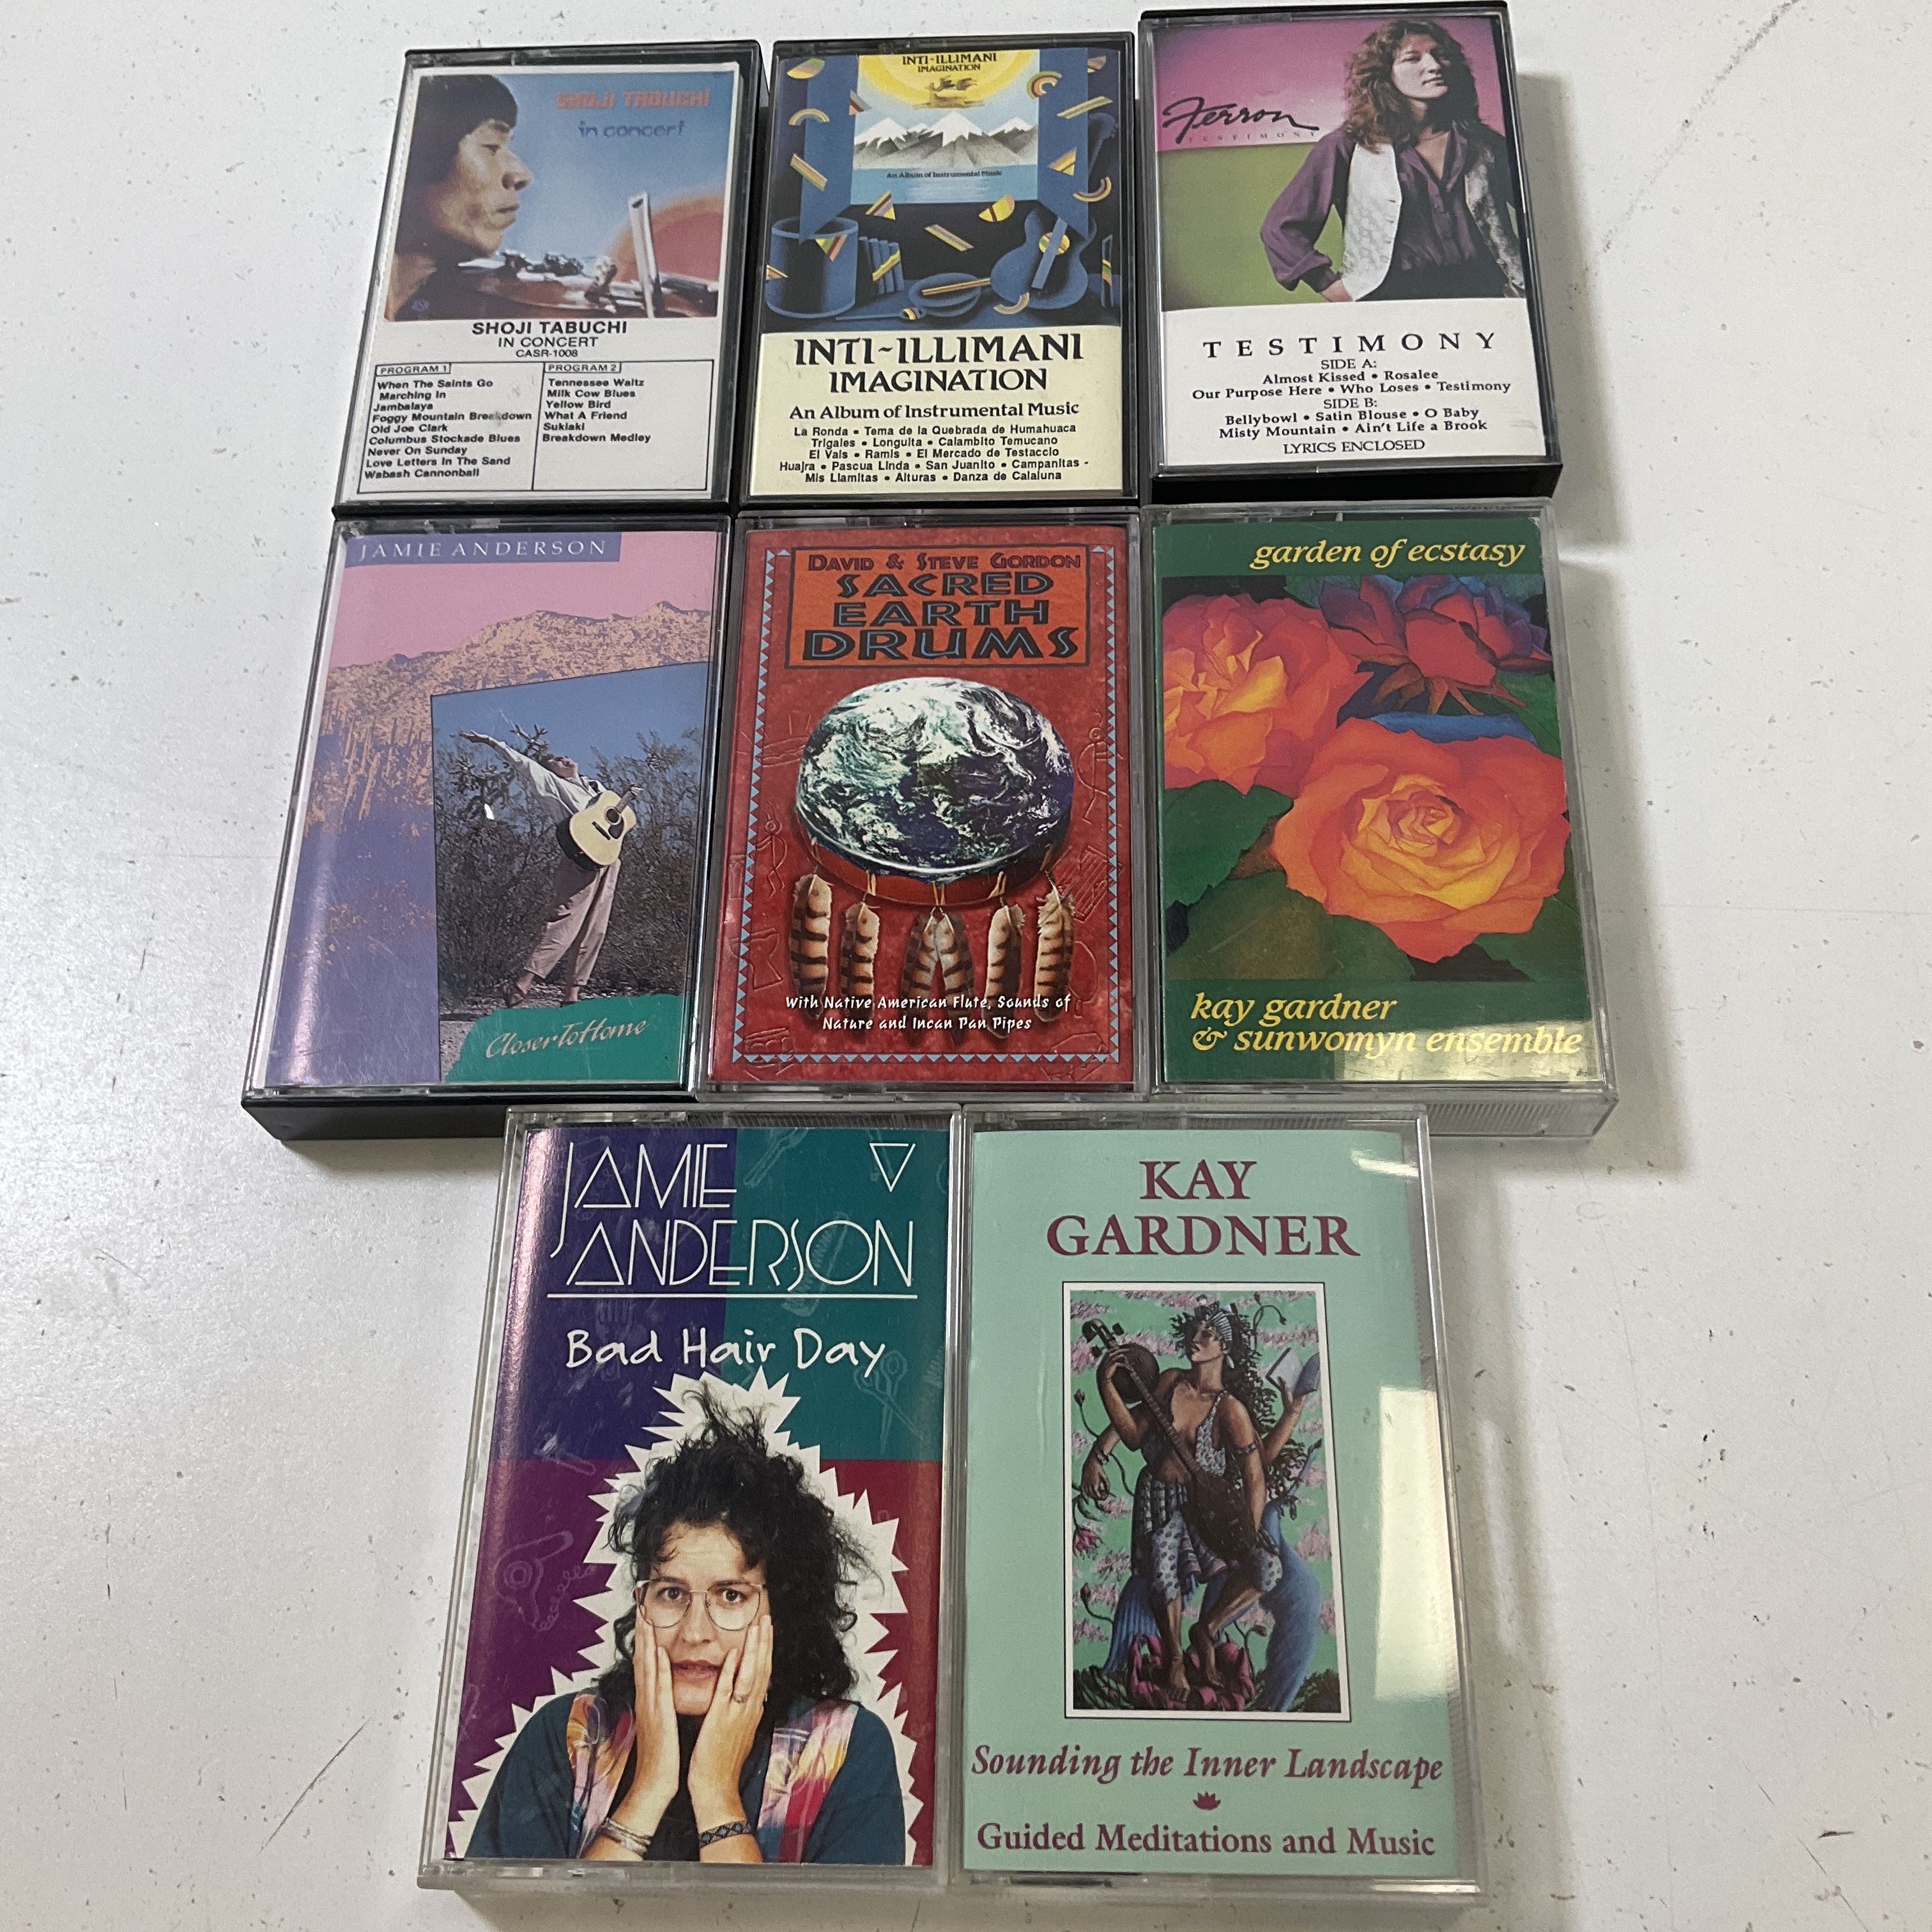 SHOJI TABUCHI
in concert
SHOJI TABUCHI
IN CONCERT
CASR-1008
PROGRAM 1
When The Saints Go
Marching In
Jambalaya
Foggy Mountain Breakdown
Old Joe Clark
Columbus Stockade Blues
Never On Sunday
Love Letters In The Sand
Wabash Cannonball
PROGRAM 2
Tennessee Waltz
Milk Cow Blues
Yellow Bird
What A Friend
Sukiaki
Breakdown Medley
INTI-ILLIMANI
IMAGINATION
An Album of Instrumental Music
INTI-ILLIMANI
IMAGINATION
An Album of Instrumental Music
La Ronda • Tema de la Quebrada de Humahuaca
Trigales • Longuita • Calambito Temucano
El Vals • Ramis • El Mercado de Testaccio
Huajra • Pascua Linda • San Juanito • Campanitas -
Mis Llamitas • Alturas • Danza de Calaluna
Ferron
TESTIMONY
TESTIMONY
SIDE A:
Almost Kissed • Rosalee
Our Purpose Here • Who Loses • Testimony
SIDE B:
Bellybowl • Satin Blouse • O Baby
Misty Mountain • Ain't Life a Brook
LYRICS ENCLOSED
JAMIE ANDERSON
Closer To Home
DAVID & STEVE GORDON
SACRED
EARTH
DRUMS
With Native American Flute, Sounds of
Nature and Incan Pan Pipes
garden of ecstasy
kay gardner
& sunwomyn ensemble
JAMIE
ANDERSON
Bad Hair Day
KAY
GARDNER
Sounding the Inner Landscape
Guided Meditations and Music